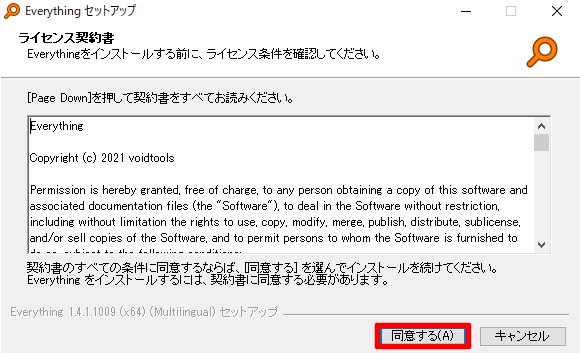 Everything セットアップ
ライセンス契約書
Everythingをインストールする前に、ライセンス条件を確認してください。
[Page Down]を押して契約書をすべてお読みください。
Everything
Copyright (c) 2021 voidtools
Permission is hereby granted, free of charge, to any person obtaining a copy of this software and
associated documentation files (the "Software"), to deal in the Software without restriction,
including without limitation the rights to use, copy, modify, merge, publish, distribute, sublicense,
and/or sell copies of the Software, and to permit persons to whom the Software is furnished to
do so, subject to the following conditions:
契約書のすべての条件に同意するならば、[同意する] を選んでインストールを続けてください。
Everything をインストールするには、契約書に同意する必要があります。
Everything 1.4.1.1009 (x64) (Multilingual) セットアップ
同意する(A)
キャンセル